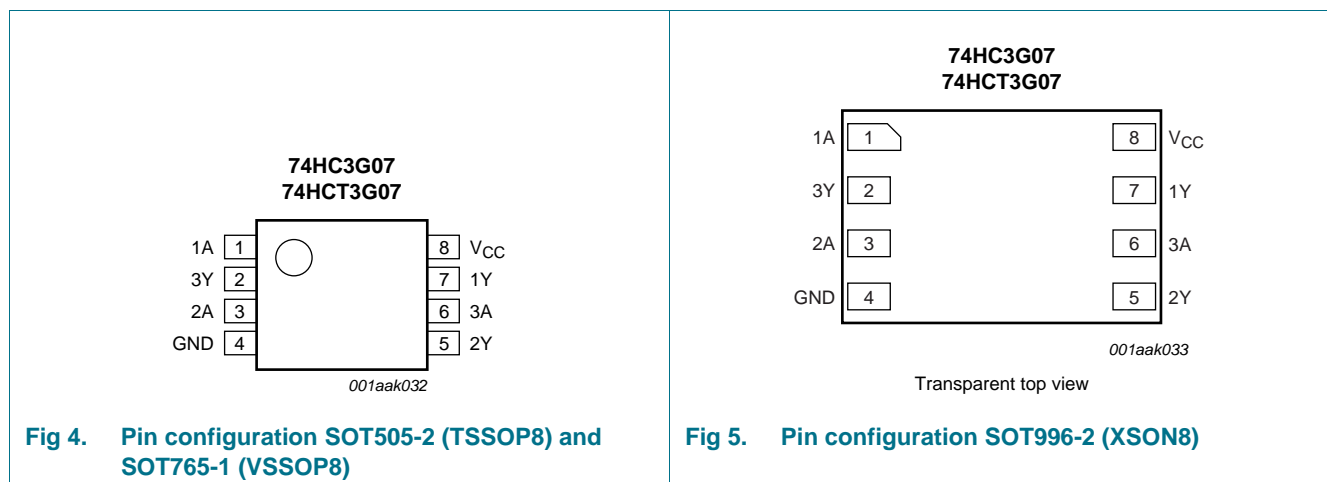 74HC3G07
74HCT3G07
1A 1 8 VCC
3Y 2 7 1Y
2A 3 6 3A
GND 4 5 2Y
001aak032
Fig 4. Pin configuration SOT505-2 (TSSOP8) and
SOT765-1 (VSSOP8)
74HC3G07
74HCT3G07
1A 1 8 VCC
3Y 2 7 1Y
2A 3 6 3A
GND 4 5 2Y
001aak033
Transparent top view
Fig 5. Pin configuration SOT996-2 (XSON8)